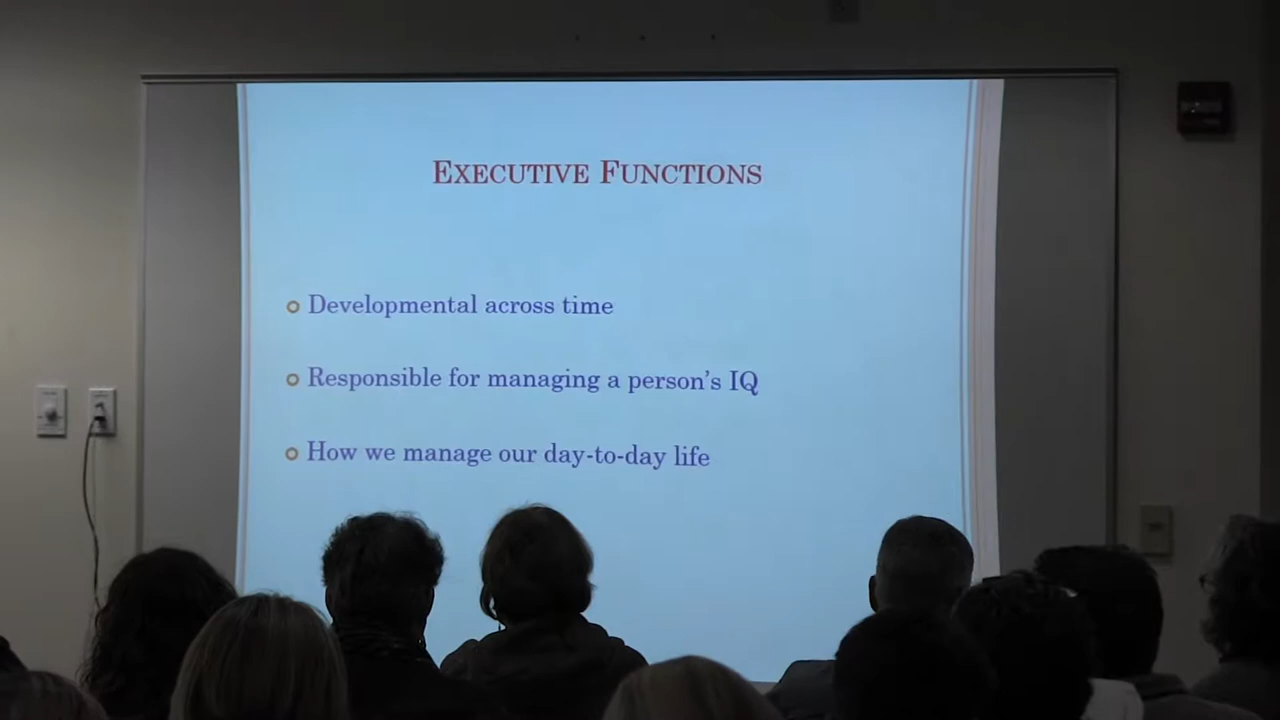 Executive Functions
Developmental across time
Responsible for managing a person's IQ
How we manage our day-to-day life